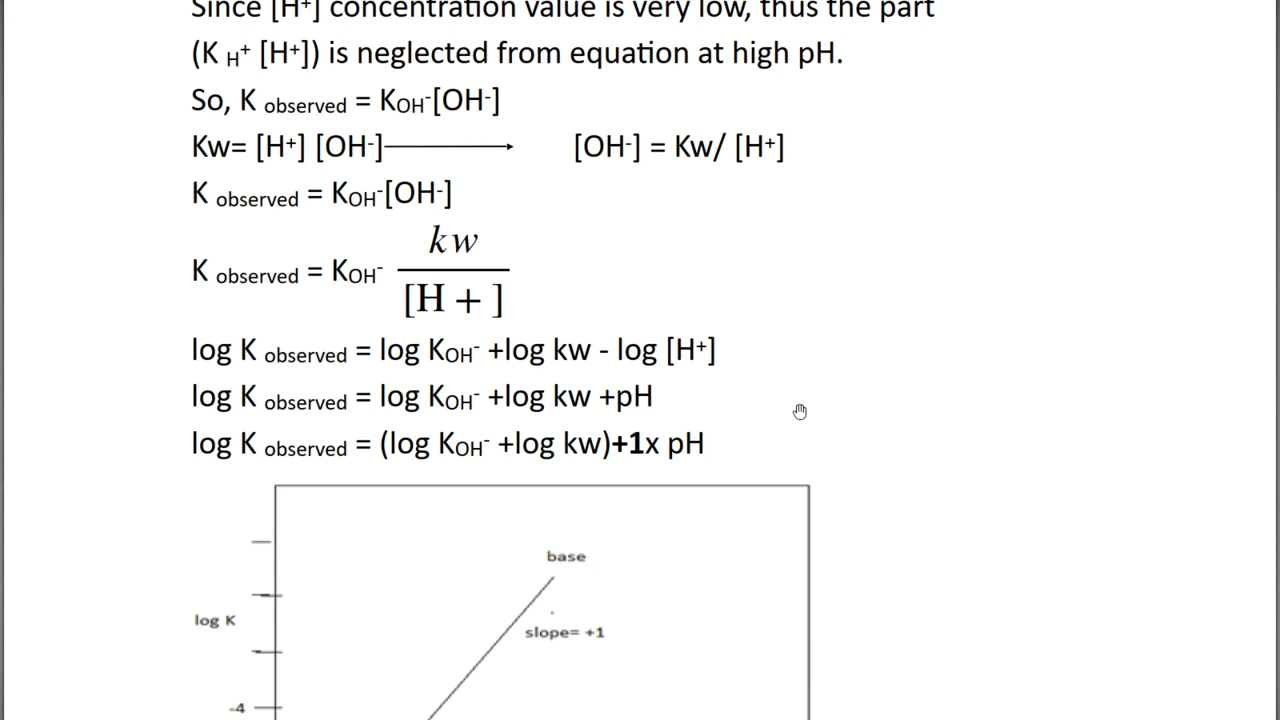 Since [H⁺] concentration value is very low, thus the part
(K H⁺ [H⁺]) is neglected from equation at high pH.
So, K observed = KOH⁻[OH⁻]
Kw= [H⁺] [OH⁻] [OH⁻] = Kw/ [H⁺]
K observed = KOH⁻[OH⁻]
kw
K observed = KOH⁻
[H + ]
log K observed = log KOH⁻ +log kw - log [H⁺]
log K observed = log KOH⁻ +log kw +pH
log K observed = (log KOH⁻ +log kw)+1x pH
base
log K
slope= +1
-4